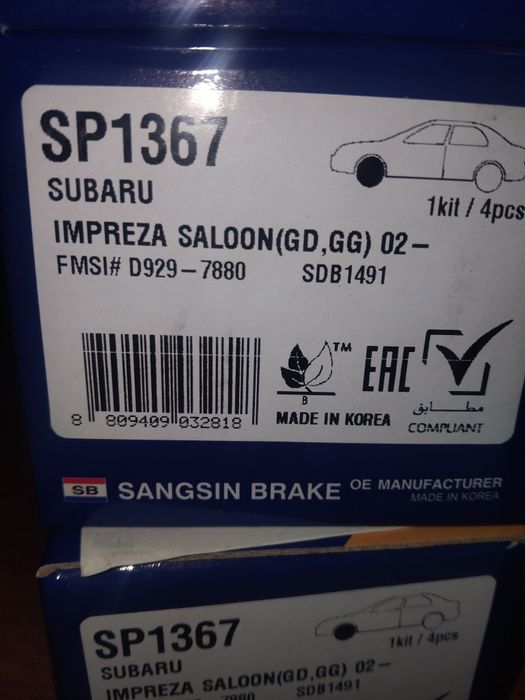 SP1367
SUBARU
1kit / 4pcs
IMPREZA SALOON(GD,GG) 02-
FMSI# D929-7880 SDB1491
TM
EAC
B
8 809409 032818
MADE IN KOREA
مطابق
COMPLIANT
SB SANGSIN BRAKE OE MANUFACTURER
MADE IN KOREA
SP1367
1kit / 4pcs
SUBARU
IMPREZA SALOON(GD,GG) 02-
7880 SDB1491